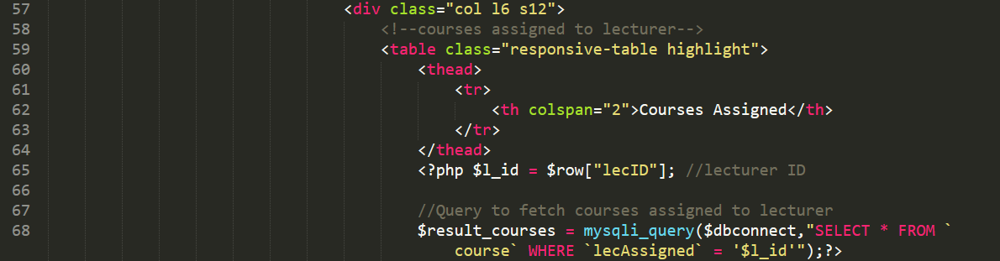 57 <div class="col l6 s12">
58 <!--courses assigned to lecturer-->
59 <table class="responsive-table highlight">
60 <thead>
61 <tr>
62 <th colspan="2">Courses Assigned</th>
63 </tr>
64 </thead>
65 <?php $l_id = $row["lecID"]; //lecturer ID
66
67 //Query to fetch courses assigned to lecturer
68 $result_courses = mysqli_query($dbconnect,"SELECT * FROM `
course` WHERE `lecAssigned` = '$l_id'");?>